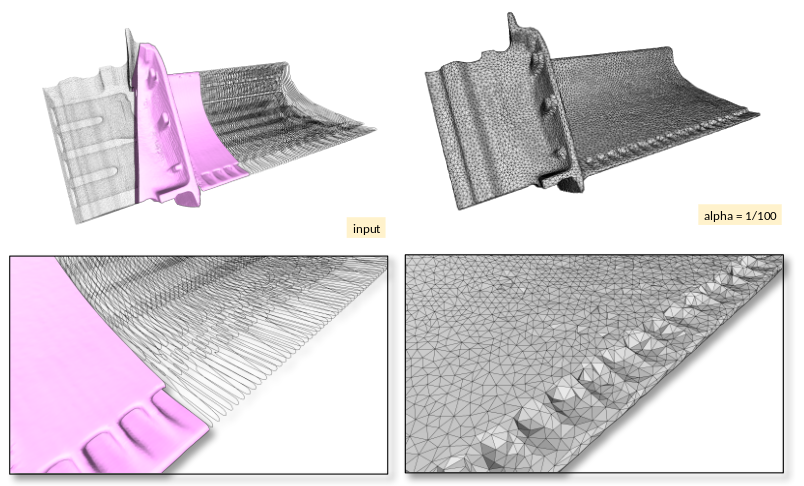 input
alpha = 1/100